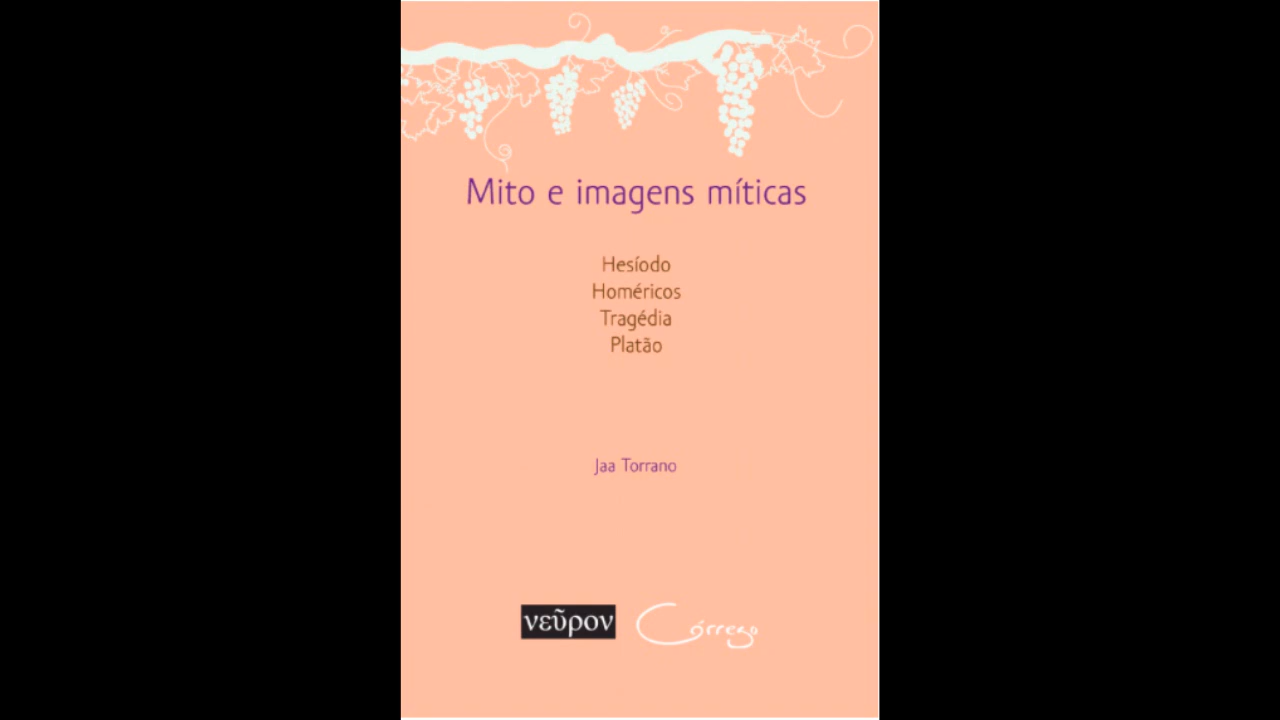 Mito e imagens míticas
Hesíodo
Homéricos
Tragédia
Platão
Jaa Torrano
νεῦρον Córrego